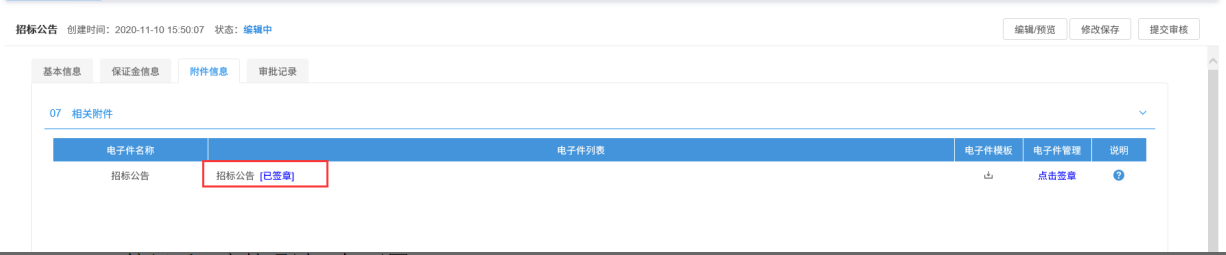 招标公告 创建时间：2020-11-10 15:50:07 状态：编辑中 编辑/预览 修改保存 提交审核
基本信息 保证金信息 附件信息 审批记录
07 相关附件
电子件名称 电子件列表 电子件模板 电子件管理 说明
招标公告 招标公告 [已签章] 点击签章